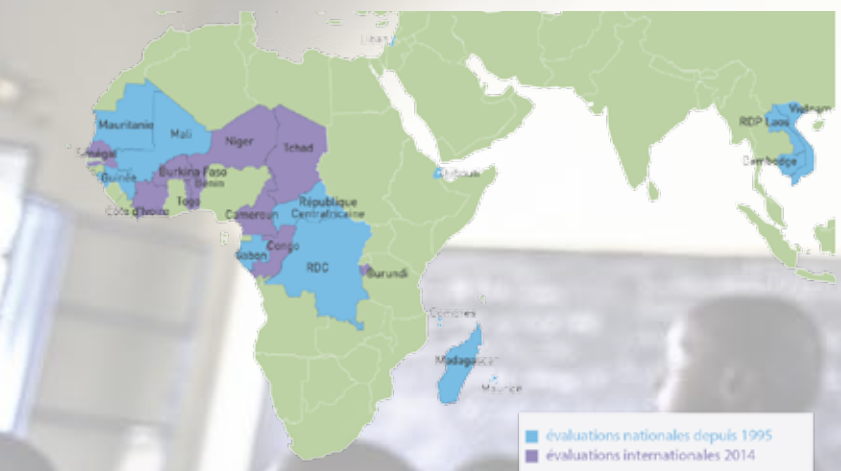 Liban
Vietnam
RDP Laos
Mauritanie
Mali
Niger
Tchad
Sénégal
Cambodge
Burkina Faso
Djibouti
Guinée
Bénin
Togo
République
Centrafricaine
Côte d'Ivoire
Cameroun
Congo
Gabon
RDC
Burundi
Comores
Madagascar
Maurice
évaluations nationales depuis 1995
évaluations internationales 2014